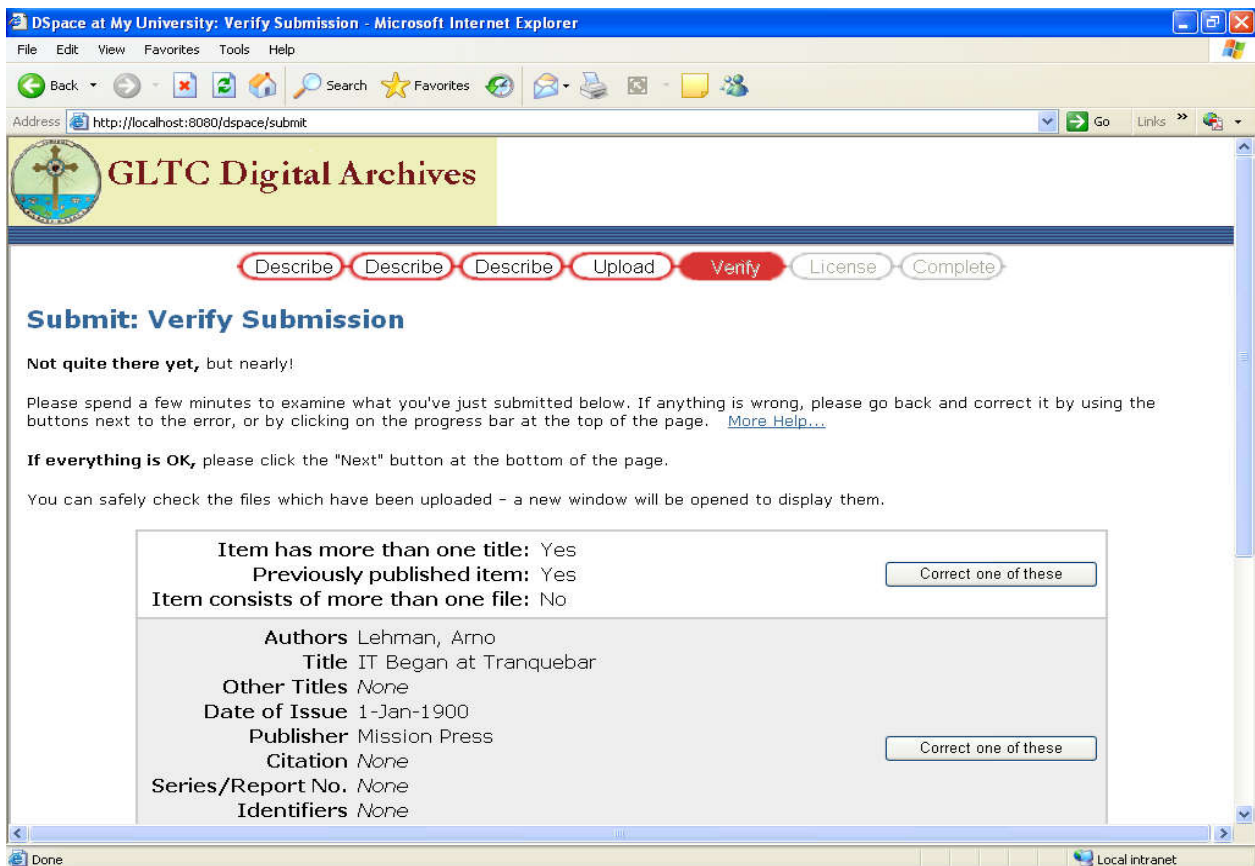 DSpace at My University: Verify Submission - Microsoft Internet Explorer
File Edit View Favorites Tools Help
Back Search Favorites
Address http://localhost:8080/dspace/submit Go Links »
GLTC Digital Archives
Describe Describe Describe Upload Verify License Complete
Submit: Verify Submission
Not quite there yet, but nearly!
Please spend a few minutes to examine what you've just submitted below. If anything is wrong, please go back and correct it by using the
buttons next to the error, or by clicking on the progress bar at the top of the page. More Help...
If everything is OK, please click the "Next" button at the bottom of the page.
You can safely check the files which have been uploaded – a new window will be opened to display them.
Item has more than one title: Yes
Previously published item: Yes
Correct one of these
Item consists of more than one file: No
Authors Lehman, Arno
Title IT Began at Tranquebar
Other Titles None
Date of Issue 1-Jan-1900
Publisher Mission Press
Correct one of these
Citation None
Series/Report No. None
Identifiers None
Done Local intranet